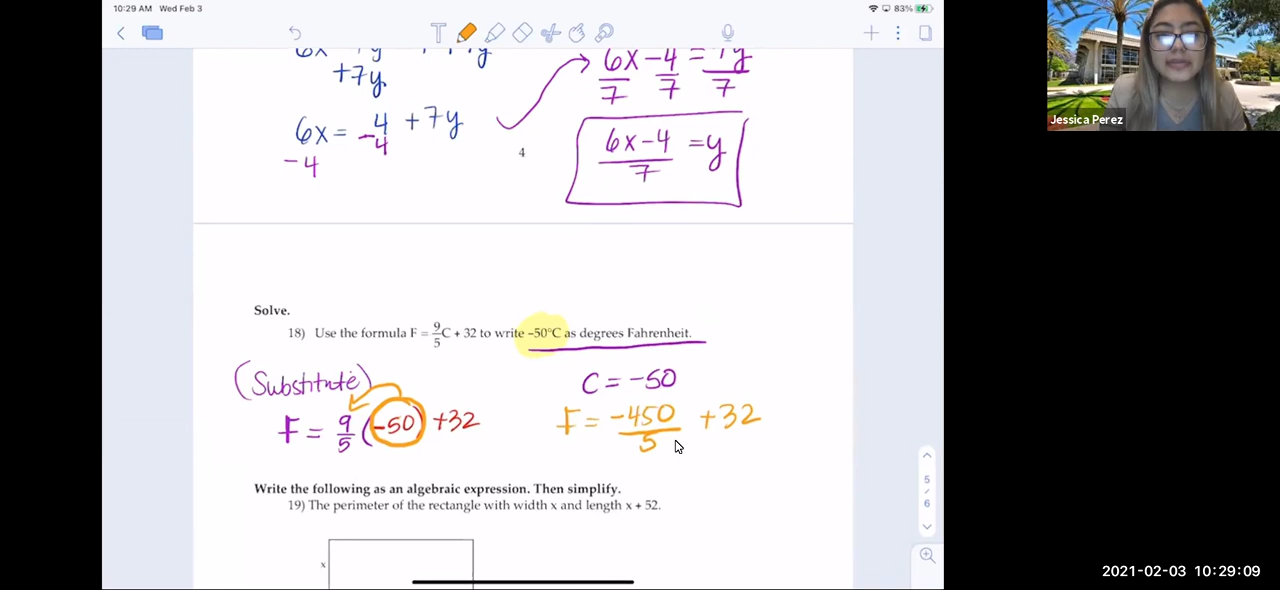 10:29 AM Wed Feb 3
83%
6x
+7y
6x = 4 + 7y
-4 -4
6x - 4 = 7y
7 7 7
6x - 4 = y
7
4
Jessica Perez
Solve.
18) Use the formula F = 9/5 C + 32 to write -50°C as degrees Fahrenheit.
(Substitute)
C = -50
F = 9/5 (-50) + 32
F = -450/5 + 32
Write the following as an algebraic expression. Then simplify.
19) The perimeter of the rectangle with width x and length x + 52.
x
5
/
6
2021-02-03 10:29:09